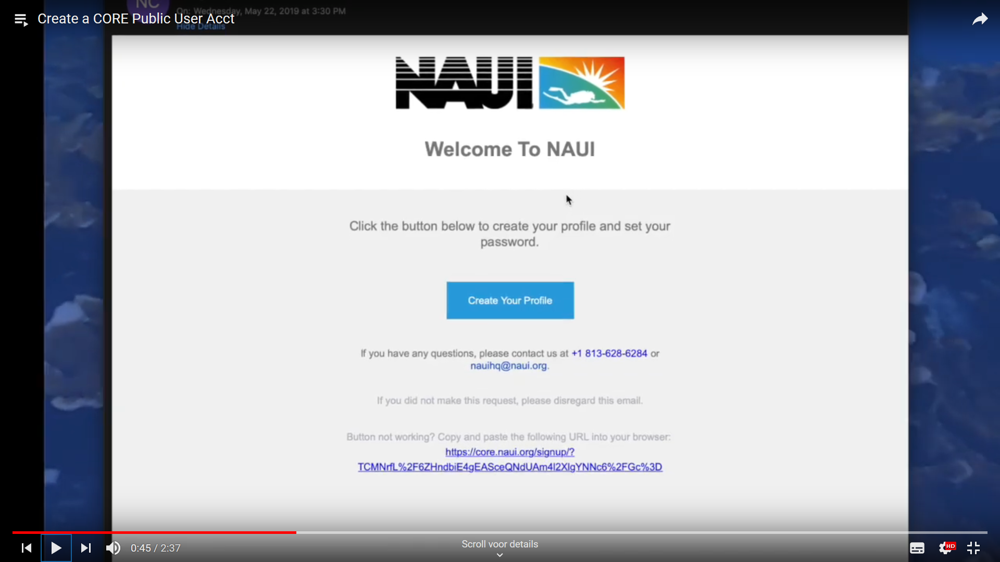 NC
On: Wednesday, May 22, 2019 at 3:30 PM
Create a CORE Public User Acct
Hide Details
NAUI
Welcome To NAUI
Click the button below to create your profile and set your
password.
Create Your Profile
If you have any questions, please contact us at +1 813-628-6284 or
nauihq@naui.org.
If you did not make this request, please disregard this email.
Button not working? Copy and paste the following URL into your browser:
https://core.naui.org/signup/?
TCMNrfL%2F6ZHndbiE4gEASceQNdUAm4I2XIgYNNc6%2FGc%3D
0:45 / 2:37
Scroll voor details
HD